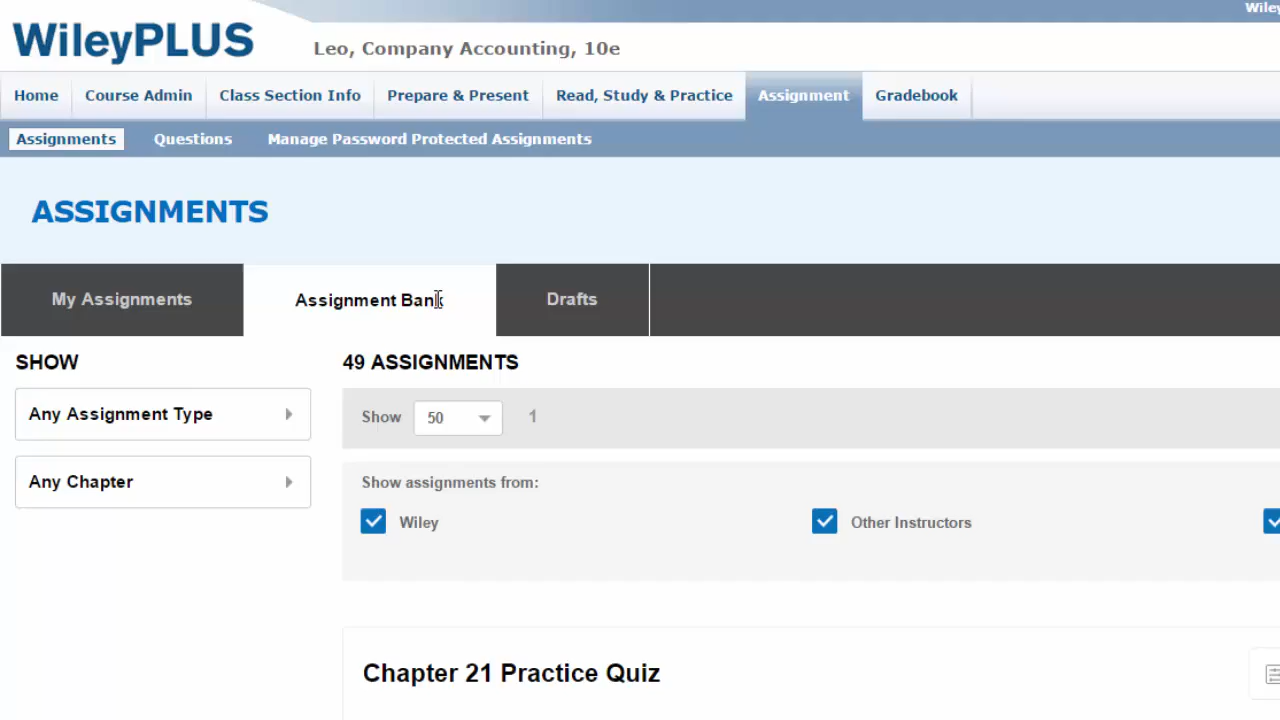 Wiley
WileyPLUS
Leo, Company Accounting, 10e
Home Course Admin Class Section Info Prepare & Present Read, Study & Practice Assignment Gradebook
Assignments Questions Manage Password Protected Assignments
ASSIGNMENTS
My Assignments Assignment Bank Drafts
SHOW
49 ASSIGNMENTS
Any Assignment Type
Show 50 1
Any Chapter
Show assignments from:
Wiley Other Instructors
Chapter 21 Practice Quiz